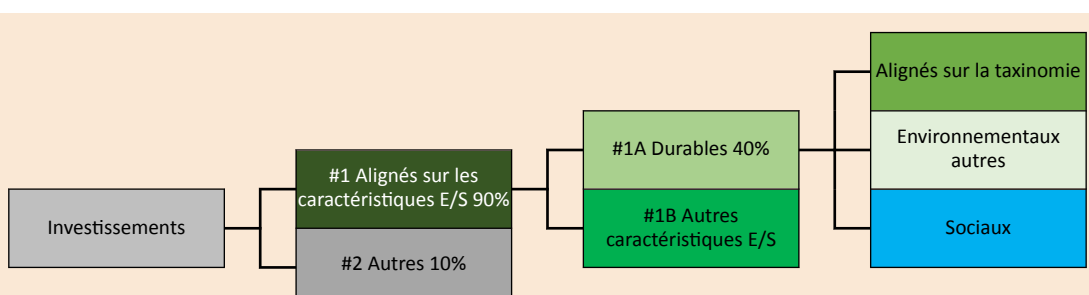 Alignés sur la taxinomie
#1A Durables 40%
Environnementaux
autres
#1 Alignés sur les
caractéristiques E/S 90%
Investissements
#1B Autres
caractéristiques E/S
Sociaux
#2 Autres 10%